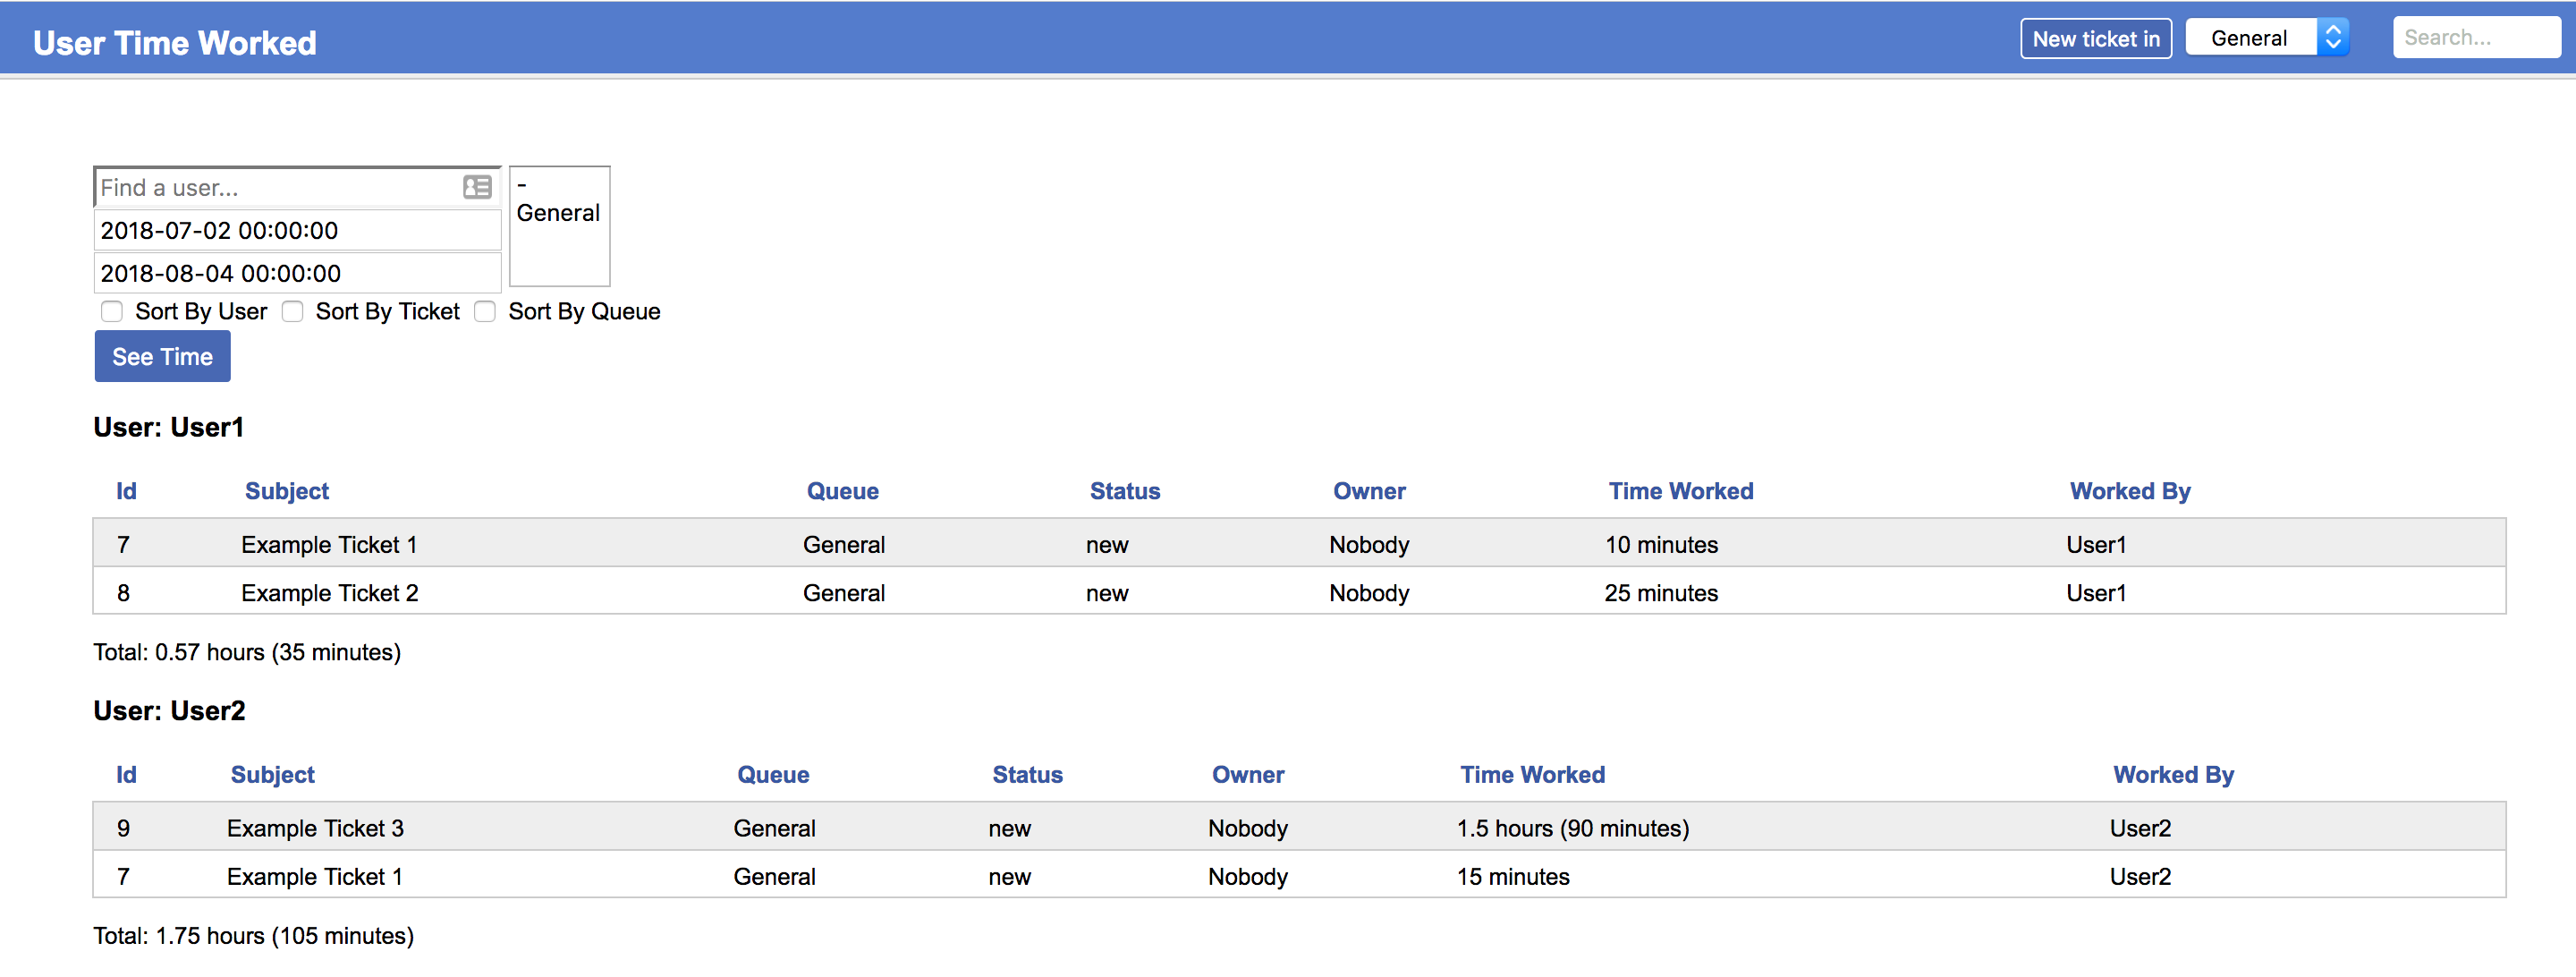 User Time Worked
New ticket in General Search...
Find a user...
-
General
2018-07-02 00:00:00
2018-08-04 00:00:00
Sort By User Sort By Ticket Sort By Queue
See Time
User: User1
Id Subject Queue Status Owner Time Worked Worked By
7 Example Ticket 1 General new Nobody 10 minutes User1
8 Example Ticket 2 General new Nobody 25 minutes User1
Total: 0.57 hours (35 minutes)
User: User2
Id Subject Queue Status Owner Time Worked Worked By
9 Example Ticket 3 General new Nobody 1.5 hours (90 minutes) User2
7 Example Ticket 1 General new Nobody 15 minutes User2
Total: 1.75 hours (105 minutes)